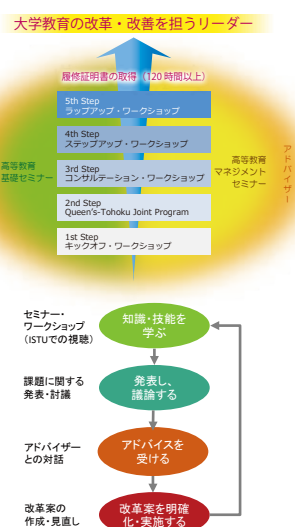 大学教育の改革・改善を担うリーダー
履修証明書の取得（120時間以上）
5th Step
ラップアップ・ワークショップ
4th Step
ステップアップ・ワークショップ
高等教育
基礎セミナー
3rd Step
コンサルテーション・ワークショップ
高等教育
マネジメント
セミナー
アドバイザー
2nd Step
Queen's-Tohoku Joint Program
1st Step
キックオフ・ワークショップ
セミナー・
ワークショップ
（ISTUでの視聴）
知識・技能を
学ぶ
課題に関する
発表・討議
発表し、
議論する
アドバイザー
との対話
アドバイスを
受ける
改革案の
作成・見直し
改革案を明確
化・実施する